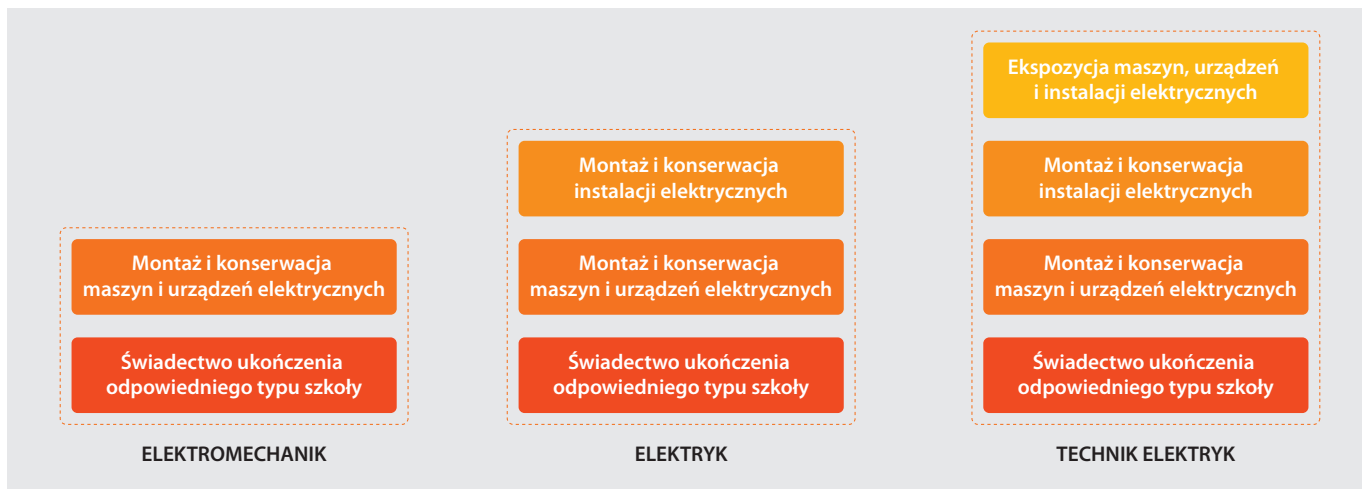 Montaż i konserwacja
maszyn i urządzeń elektrycznych
Świadectwo ukończenia
odpowiedniego typu szkoły
ELEKTROMECHANIK
Montaż i konserwacja
instalacji elektrycznych
Montaż i konserwacja
maszyn i urządzeń elektrycznych
Świadectwo ukończenia
odpowiedniego typu szkoły
ELEKTRYK
Ekspozycja maszyn, urządzeń
i instalacji elektrycznych
Montaż i konserwacja
instalacji elektrycznych
Montaż i konserwacja
maszyn i urządzeń elektrycznych
Świadectwo ukończenia
odpowiedniego typu szkoły
TECHNIK ELEKTRYK